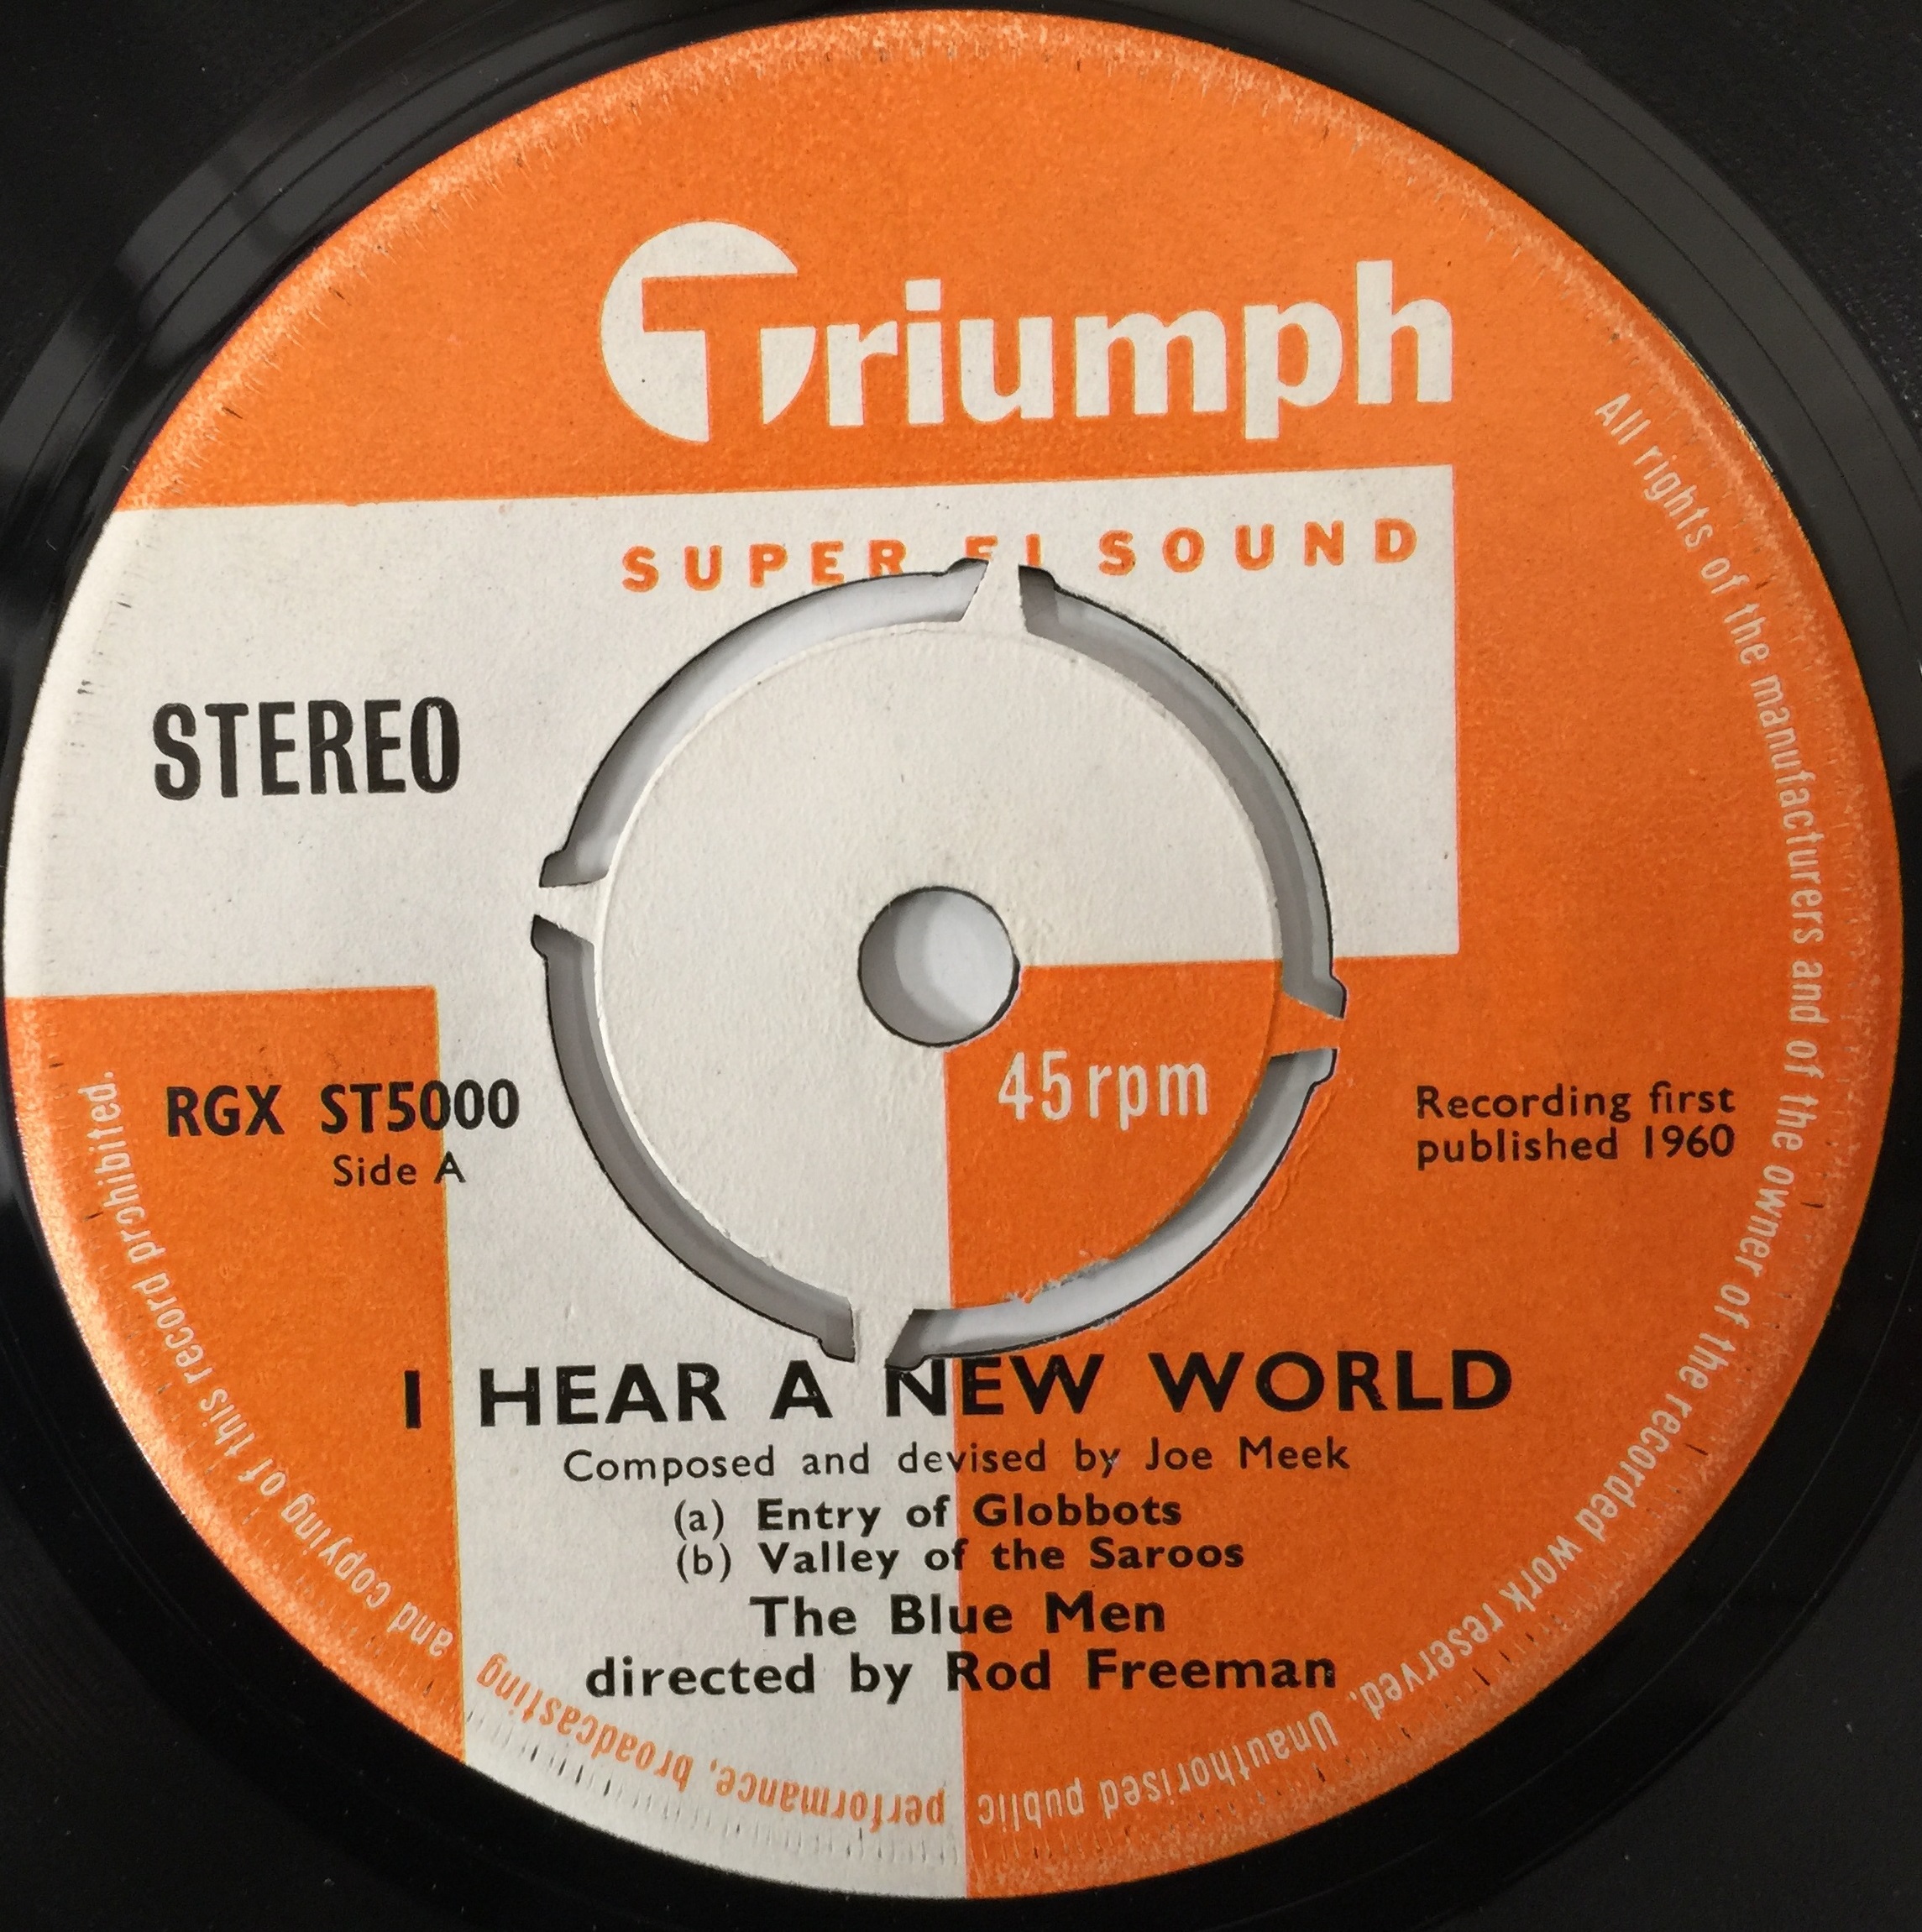 Triumph
SUPER FI SOUND
STEREO
45 rpm
RGX ST5000
Side A
Recording first
published 1960
I HEAR A NEW WORLD
Composed and devised by Joe Meek
(a) Entry of Globbots
(b) Valley of the Saroos
The Blue Men
directed by Rod Freeman
All rights of the manufacturers and of the owner of the recorded work reserved. Unauthorised public performance, broadcasting and copying of this record prohibited.